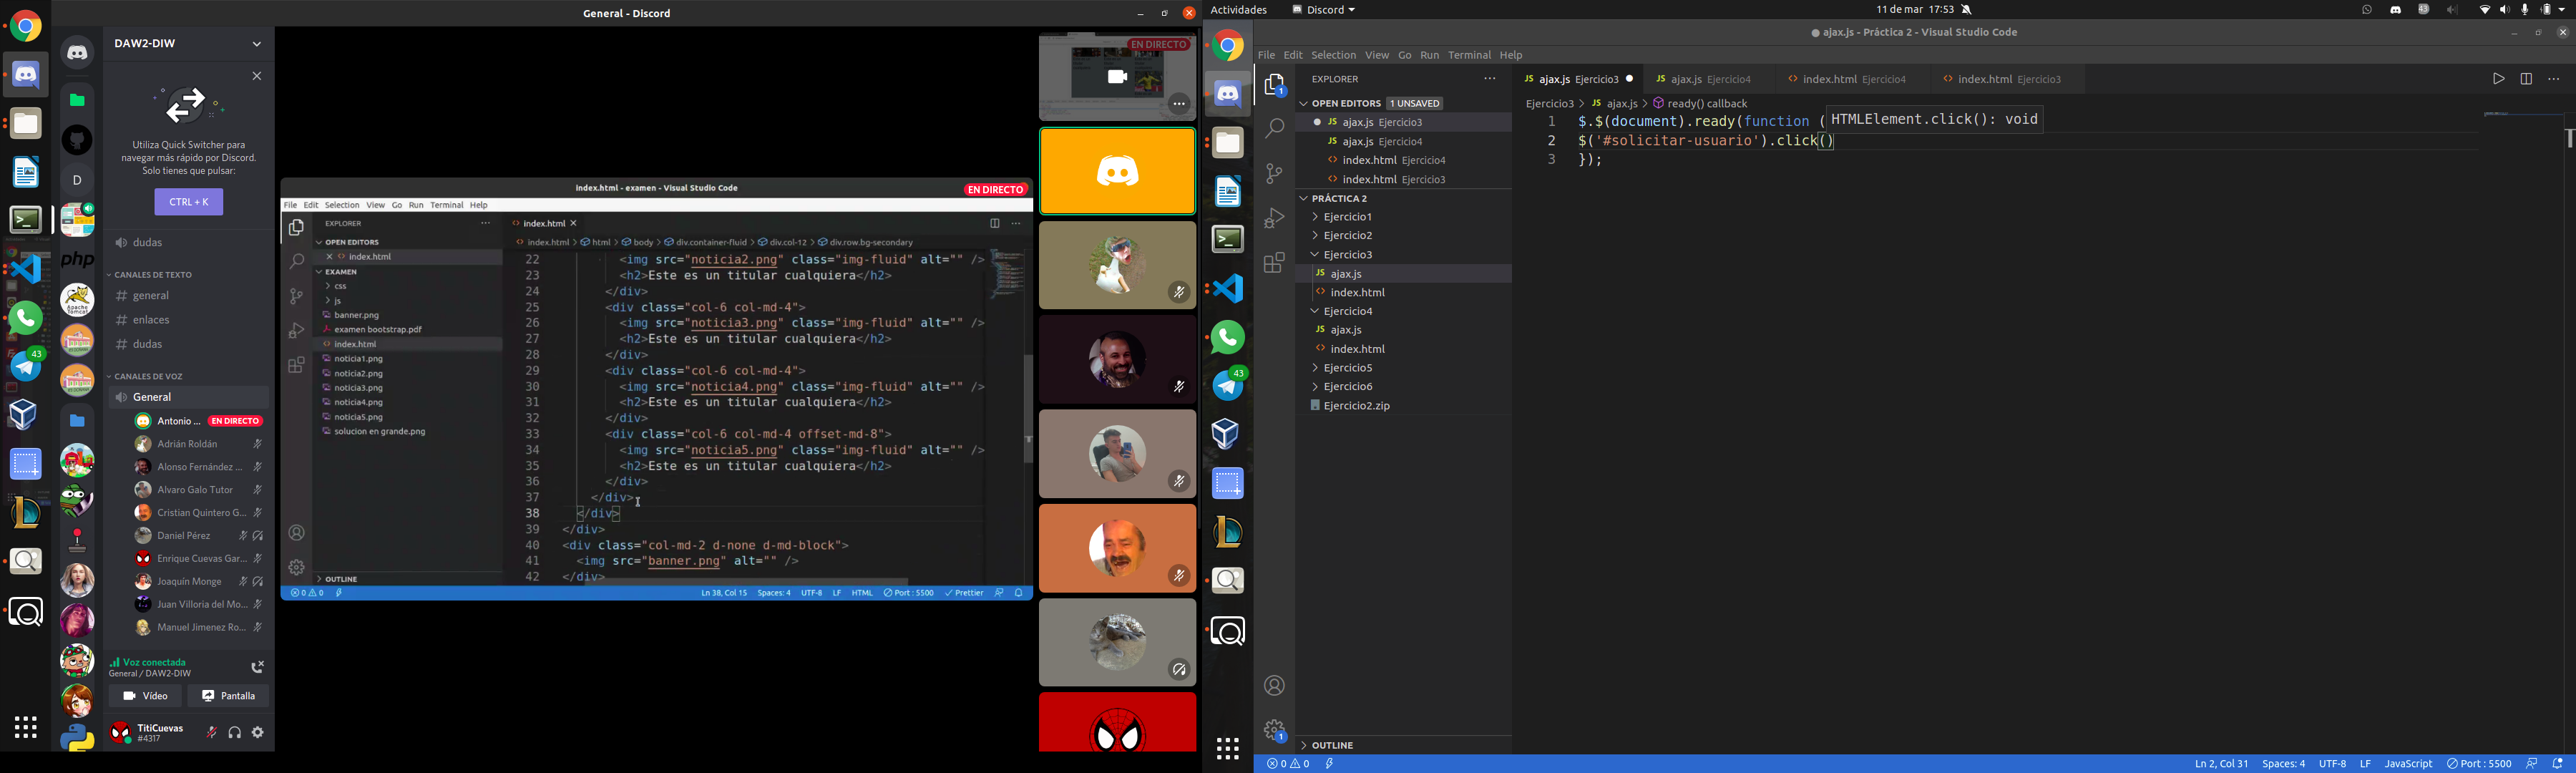 General - Discord
DAW2-DIW
Utiliza Quick Switcher para
navegar más rápido por Discord.
Solo tienes que pulsar:
CTRL + K
dudas
CANALES DE TEXTO
general
enlaces
dudas
CANALES DE VOZ
General
Antonio ... EN DIRECTO
Adrián Roldán
Alonso Fernández ...
Alvaro Galo Tutor
Cristian Quintero G...
Daniel Pérez
Enrique Cuevas Gar...
Joaquín Monge
Juan Villoria del Mo...
Manuel Jimenez Ro...
Voz conectada
General / DAW2-DIW
Vídeo
Pantalla
TitiCuevas
#4317
43
D
php
index.html - examen - Visual Studio Code
EN DIRECTO
File Edit Selection View Go Run Terminal Help
EXPLORER
OPEN EDITORS
index.html
EXAMEN
css
js
banner.png
examen bootstrap.pdf
index.html
noticia1.png
noticia2.png
noticia3.png
noticia4.png
noticia5.png
solucion en grande.png
OUTLINE
index.html
index.html > html > body > div.container-fluid > div.col-12 > div.row.bg-secondary
22 <img src="noticia2.png" class="img-fluid" alt="" />
23 <h2>Este es un titular cualquiera</h2>
24 </div>
25 <div class="col-6 col-md-4">
26 <img src="noticia3.png" class="img-fluid" alt="" />
27 <h2>Este es un titular cualquiera</h2>
28 </div>
29 <div class="col-6 col-md-4">
30 <img src="noticia4.png" class="img-fluid" alt="" />
31 <h2>Este es un titular cualquiera</h2>
32 </div>
33 <div class="col-6 col-md-4 offset-md-8">
34 <img src="noticia5.png" class="img-fluid" alt="" />
35 <h2>Este es un titular cualquiera</h2>
36 </div>
37 </div>
38 </div>
39 </div>
40 <div class="col-md-2 d-none d-md-block">
41 <img src="banner.png" alt="" />
42 </div>
0 0
Ln 38, Col 15 Spaces: 4 UTF-8 LF HTML Port : 5500 Prettier
EN DIRECTO
Actividades Discord
11 de mar 17:53
43
ajax.js - Práctica 2 - Visual Studio Code
File Edit Selection View Go Run Terminal Help
43
1
1
EXPLORER
OPEN EDITORS 1 UNSAVED
JS ajax.js Ejercicio3
JS ajax.js Ejercicio4
index.html Ejercicio4
index.html Ejercicio3
PRÁCTICA 2
Ejercicio1
Ejercicio2
Ejercicio3
JS ajax.js
index.html
Ejercicio4
JS ajax.js
index.html
Ejercicio5
Ejercicio6
Ejercicio2.zip
OUTLINE
JS ajax.js Ejercicio3
JS ajax.js Ejercicio4
index.html Ejercicio4
index.html Ejercicio3
Ejercicio3 > JS ajax.js > ready() callback
HTMLElement.click(): void
1 $.$(document).ready(function (
2 $('#solicitar-usuario').click()
3 });
0 0
Ln 2, Col 31 Spaces: 4 UTF-8 LF JavaScript Port : 5500